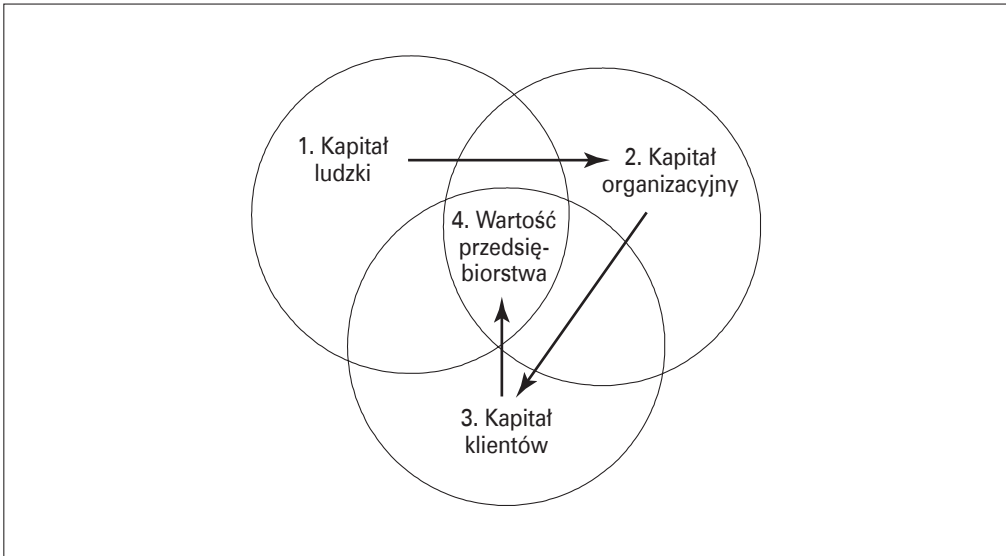 1. Kapitał
ludzki
2. Kapitał
organizacyjny
4. Wartość
przedsię-
biorstwa
3. Kapitał
klientów